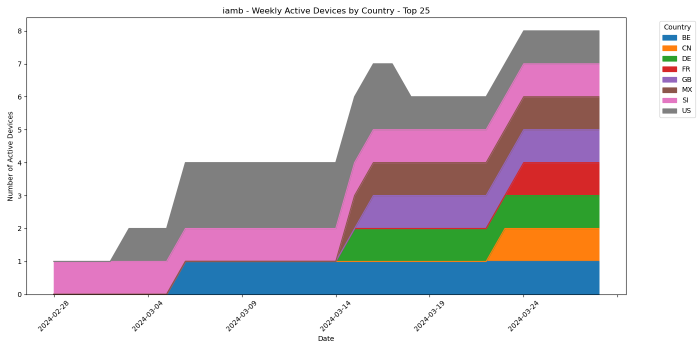 iamb - Weekly Active Devices by Country - Top 25
Number of Active Devices
8
7
6
5
4
3
2
1
0
2024-02-28
2024-03-04
2024-03-09
2024-03-14
2024-03-19
2024-03-24
Date
Country
BE
CN
DE
FR
GB
MX
SI
US